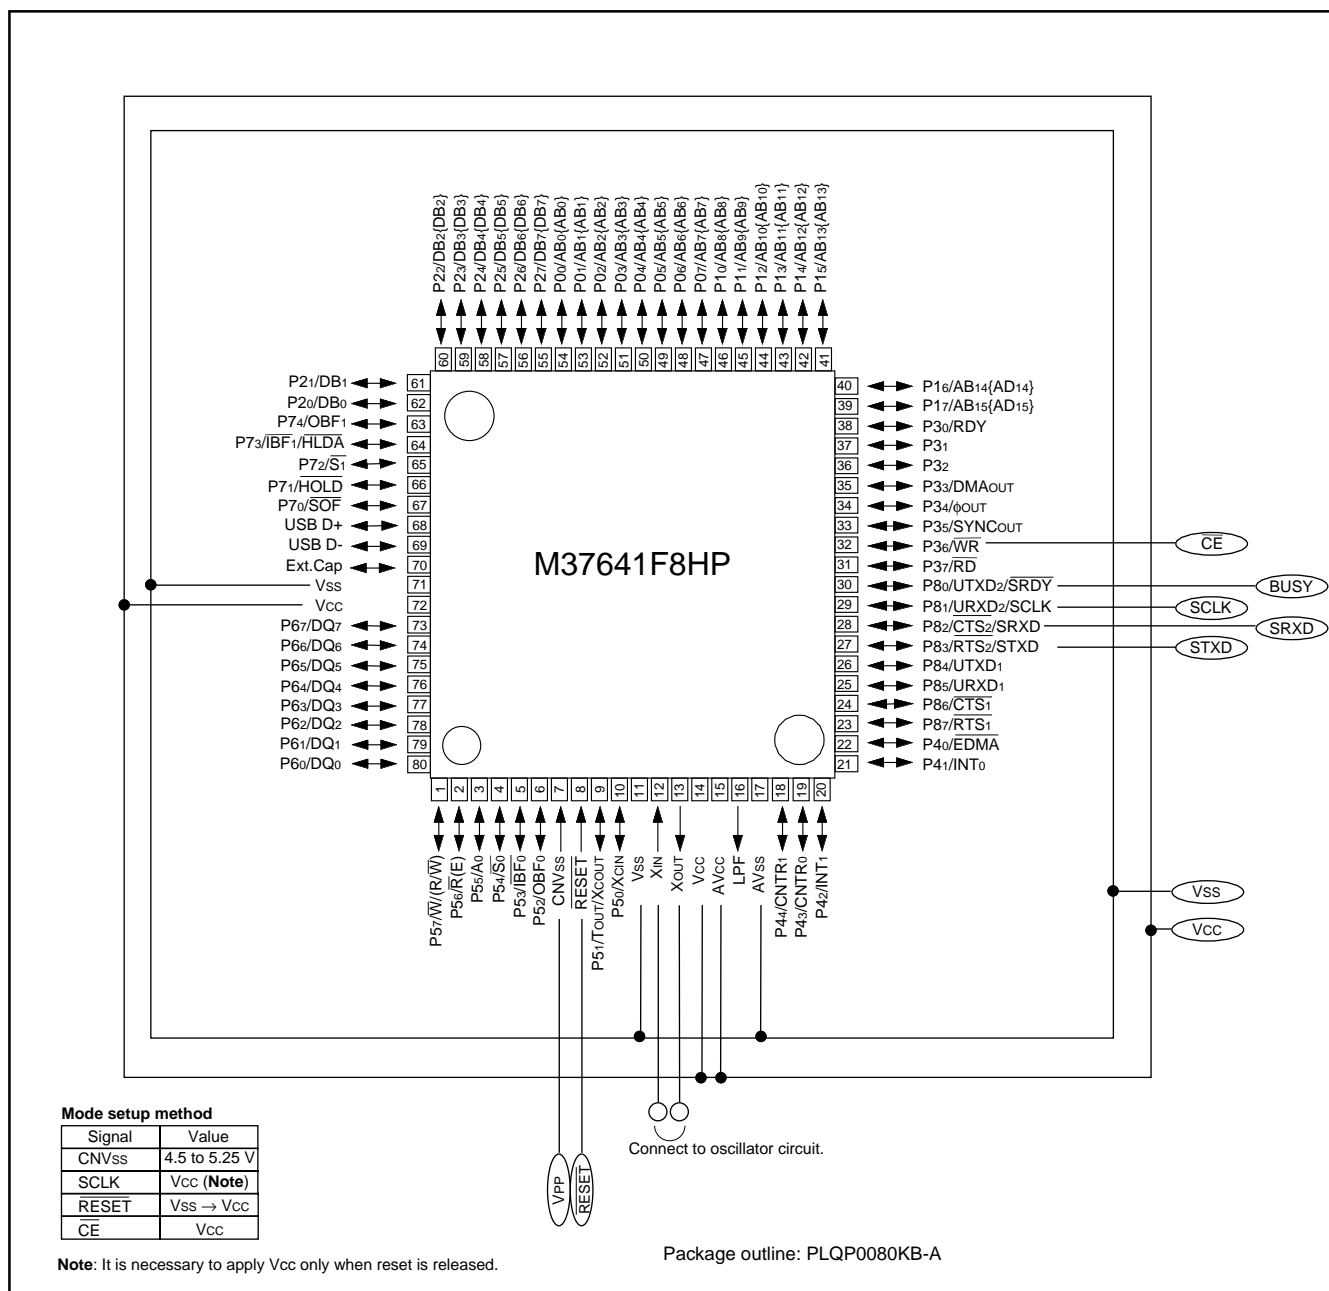 P22/DB2{DB2}
P23/DB3{DB3}
P24/DB4{DB4}
P25/DB5{DB5}
P26/DB6{DB6}
P27/DB7{DB7}
P00/AB0{AB0}
P01/AB1{AB1}
P02/AB2{AB2}
P03/AB3{AB3}
P04/AB4{AB4}
P05/AB5{AB5}
P06/AB6{AB6}
P07/AB7{AB7}
P10/AB8{AB8}
P11/AB9{AB9}
P12/AB10{AB10}
P13/AB11{AB11}
P14/AB12{AB12}
P15/AB13{AB13}
60 59 58 57 56 55 54 53 52 51 50 49 48 47 46 45 44 43 42 41
P21/DB1 61
P20/DB0 62
P74/OBF1 63
P73/IBF1/HLDA 64
P72/S1 65
P71/HOLD 66
P70/SOF 67
USB D+ 68
USB D- 69
Ext.Cap 70
Vss 71
Vcc 72
P67/DQ7 73
P66/DQ6 74
P65/DQ5 75
P64/DQ4 76
P63/DQ3 77
P62/DQ2 78
P61/DQ1 79
P60/DQ0 80
M37641F8HP
40 P16/AB14{AD14}
39 P17/AB15{AD15}
38 P30/RDY
37 P31
36 P32
35 P33/DMAOUT
34 P34/φOUT
33 P35/SYNCOUT
32 P36/WR CE
31 P37/RD
30 P80/UTXD2/SRDY BUSY
29 P81/URXD2/SCLK SCLK
28 P82/CTS2/SRXD SRXD
27 P83/RTS2/STXD STXD
26 P84/UTXD1
25 P85/URXD1
24 P86/CTS1
23 P87/RTS1
22 P40/EDMA
21 P41/INT0
1 2 3 4 5 6 7 8 9 10 11 12 13 14 15 16 17 18 19 20
P57/W/(R/W)
P56/R(E)
P55/A0
P54/S0
P53/IBF0
P52/OBF0
CNVss
RESET
P51/TOUT/XCOUT
P50/XCIN
Vss
XIN
XOUT
Vcc
AVcc
LPF
AVss
P44/CNTR1
P43/CNTR0
P42/INT1
Vss
Vcc
VPP
RESET
Connect to oscillator circuit.
Mode setup method
Signal Value
CNVss 4.5 to 5.25 V
SCLK Vcc (Note)
RESET Vss → Vcc
CE Vcc
Note: It is necessary to apply Vcc only when reset is released.
Package outline: PLQP0080KB-A